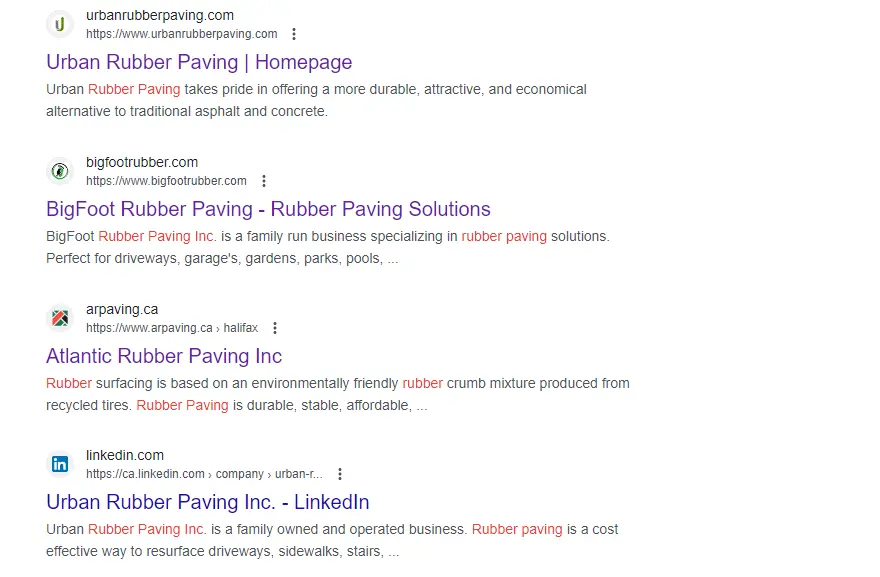 urbanrubberpaving.com
https://www.urbanrubberpaving.com
Urban Rubber Paving | Homepage
Urban Rubber Paving takes pride in offering a more durable, attractive, and economical
alternative to traditional asphalt and concrete.
bigfootrubber.com
https://www.bigfootrubber.com
BigFoot Rubber Paving - Rubber Paving Solutions
BigFoot Rubber Paving Inc. is a family run business specializing in rubber paving solutions.
Perfect for driveways, garage's, gardens, parks, pools, ...
arpaving.ca
https://www.arpaving.ca › halifax
Atlantic Rubber Paving Inc
Rubber surfacing is based on an environmentally friendly rubber crumb mixture produced from
recycled tires. Rubber Paving is durable, stable, affordable, ...
linkedin.com
https://ca.linkedin.com › company › urban-r...
Urban Rubber Paving Inc. - LinkedIn
Urban Rubber Paving Inc. is a family owned and operated business. Rubber paving is a cost
effective way to resurface driveways, sidewalks, stairs, ...